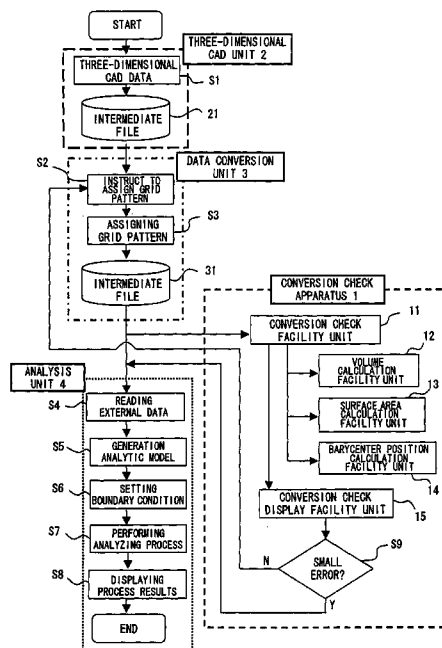 START
THREE-DIMENSIONAL
CAD UNIT 2
THREE-DIMENSIONAL
CAD DATA
S1
INTERMEDIATE
FILE
21
DATA CONVERSION
UNIT 3
S2
INSTRUCT TO
ASSIGN GRID
PATTERN
S3
ASSIGNING
GRID PATTERN
31
INTERMEDIATE
FILE
CONVERSION CHECK
APPARATUS 1
11
CONVERSION CHECK
FACILITY UNIT
12
VOLUME
CALCULATION
FACILITY UNIT
13
SURFACE AREA
CALCULATION
FACILITY UNIT
BARYCENTER POSITION
CALCULATION
FACILITY UNIT
14
CONVERSION CHECK
DISPLAY FACILITY UNIT
15
S9
SMALL
ERROR?
N
Y
ANALYSIS
UNIT 4
S4
READING
EXTERNAL DATA
S5
GENERATION
ANALYTIC MODEL
S6
SETTING
BOUNDARY CONDITION
S7
PERFORMING
ANALYZING PROCESS
S8
DISPLAYING
PROCESS RESULTS
END